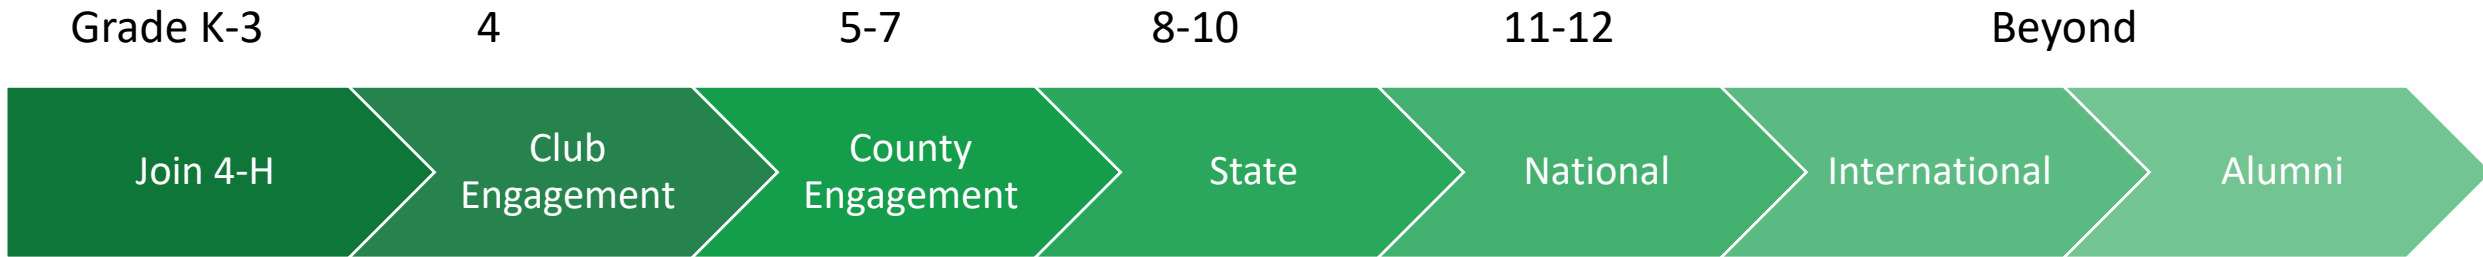 Grade K-3 4 5-7 8-10 11-12 Beyond
Join 4-H
Club
Engagement
County
Engagement
State
National
International
Alumni